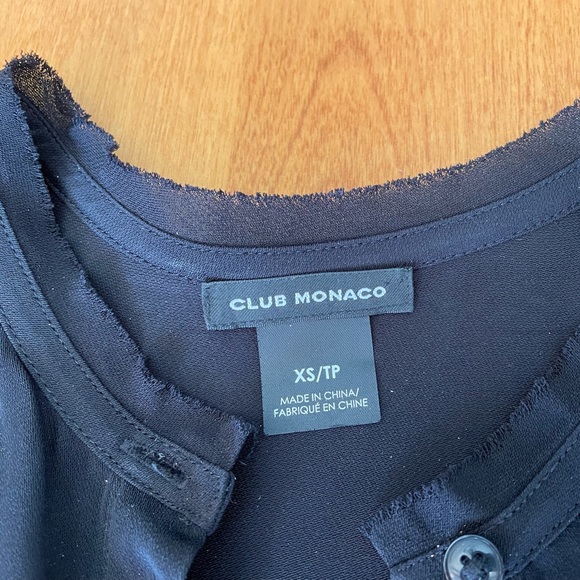 CLUB MONACO
XS/TP
MADE IN CHINA/
FABRIQUÉ EN CHINE